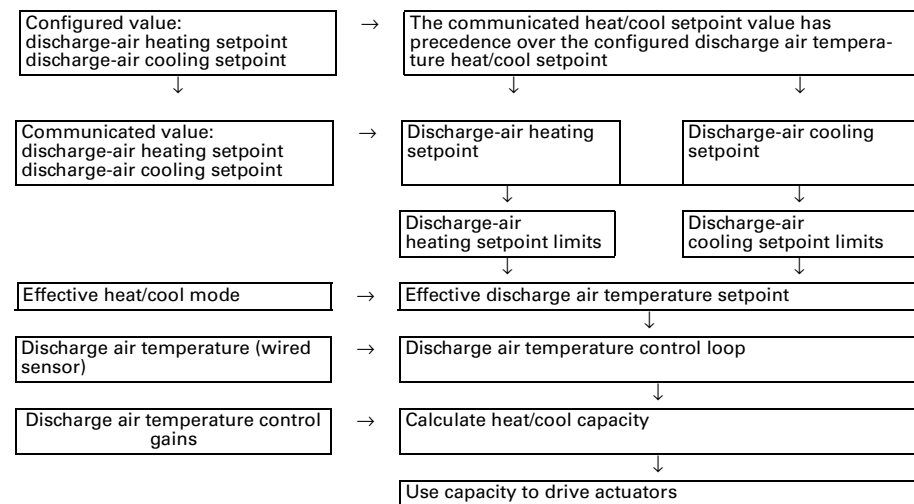 Configured value:
discharge-air heating setpoint
discharge-air cooling setpoint
→
The communicated heat/cool setpoint value has
precedence over the configured discharge air tempera-
ture heat/cool setpoint
↓ ↓ ↓
Communicated value:
discharge-air heating setpoint
discharge-air cooling setpoint
→
Discharge-air heating
setpoint
Discharge-air cooling
setpoint
↓ ↓
Discharge-air
heating setpoint limits
Discharge-air
cooling setpoint limits
↓ ↓
Effective heat/cool mode
→
Effective discharge air temperature setpoint
↓
Discharge air temperature (wired
sensor)
→
Discharge air temperature control loop
↓
Discharge air temperature control
gains
→
Calculate heat/cool capacity
↓
Use capacity to drive actuators